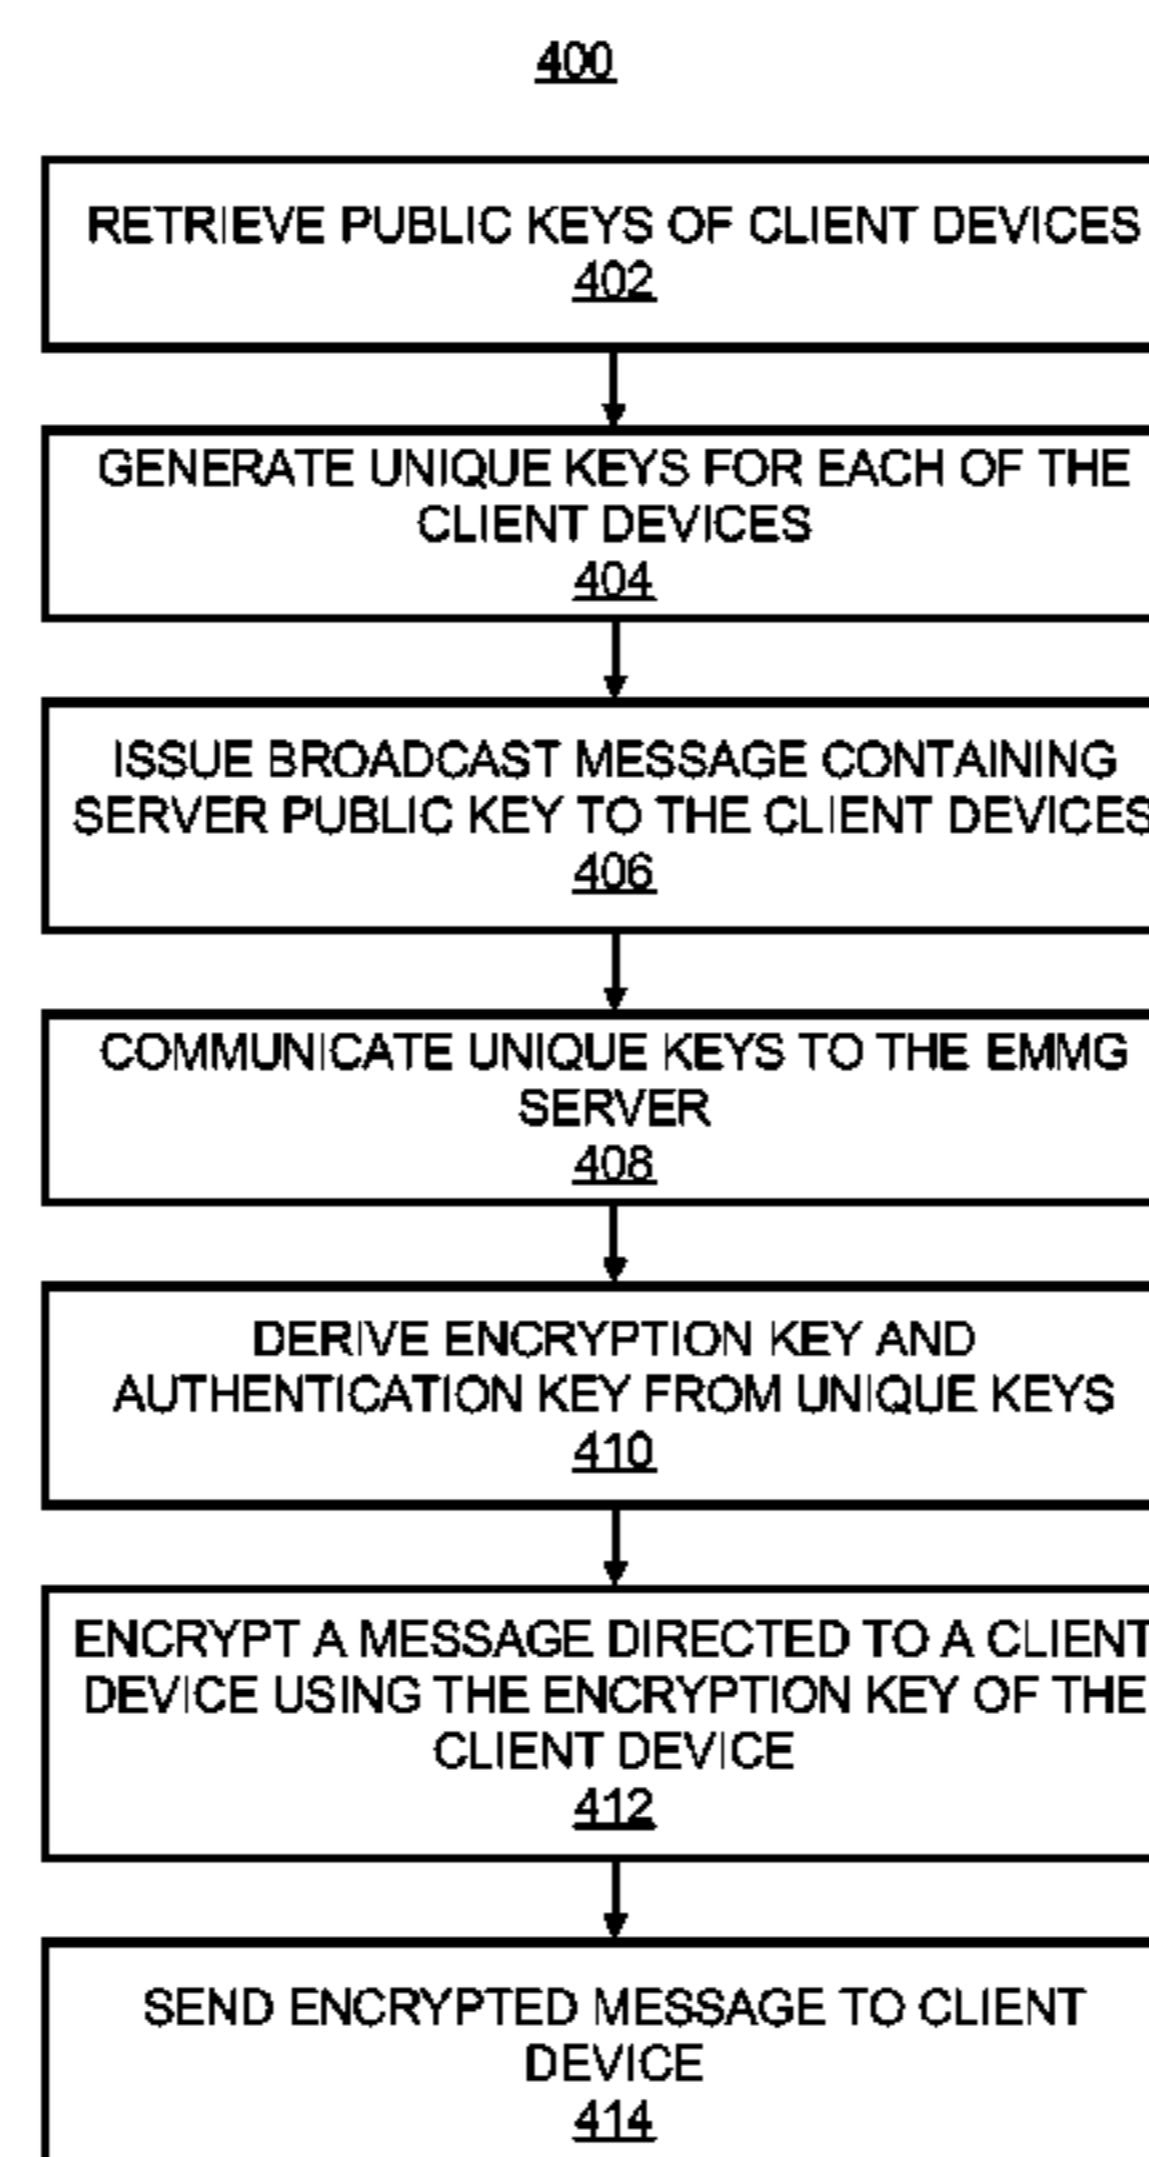 400
RETRIEVE PUBLIC KEYS OF CLIENT DEVICES
402
GENERATE UNIQUE KEYS FOR EACH OF THE
CLIENT DEVICES
404
ISSUE BROADCAST MESSAGE CONTAINING
SERVER PUBLIC KEY TO THE CLIENT DEVICES
406
COMMUNICATE UNIQUE KEYS TO THE EMMG
SERVER
408
DERIVE ENCRYPTION KEY AND
AUTHENTICATION KEY FROM UNIQUE KEYS
410
ENCRYPT A MESSAGE DIRECTED TO A CLIENT
DEVICE USING THE ENCRYPTION KEY OF THE
CLIENT DEVICE
412
SEND ENCRYPTED MESSAGE TO CLIENT
DEVICE
414